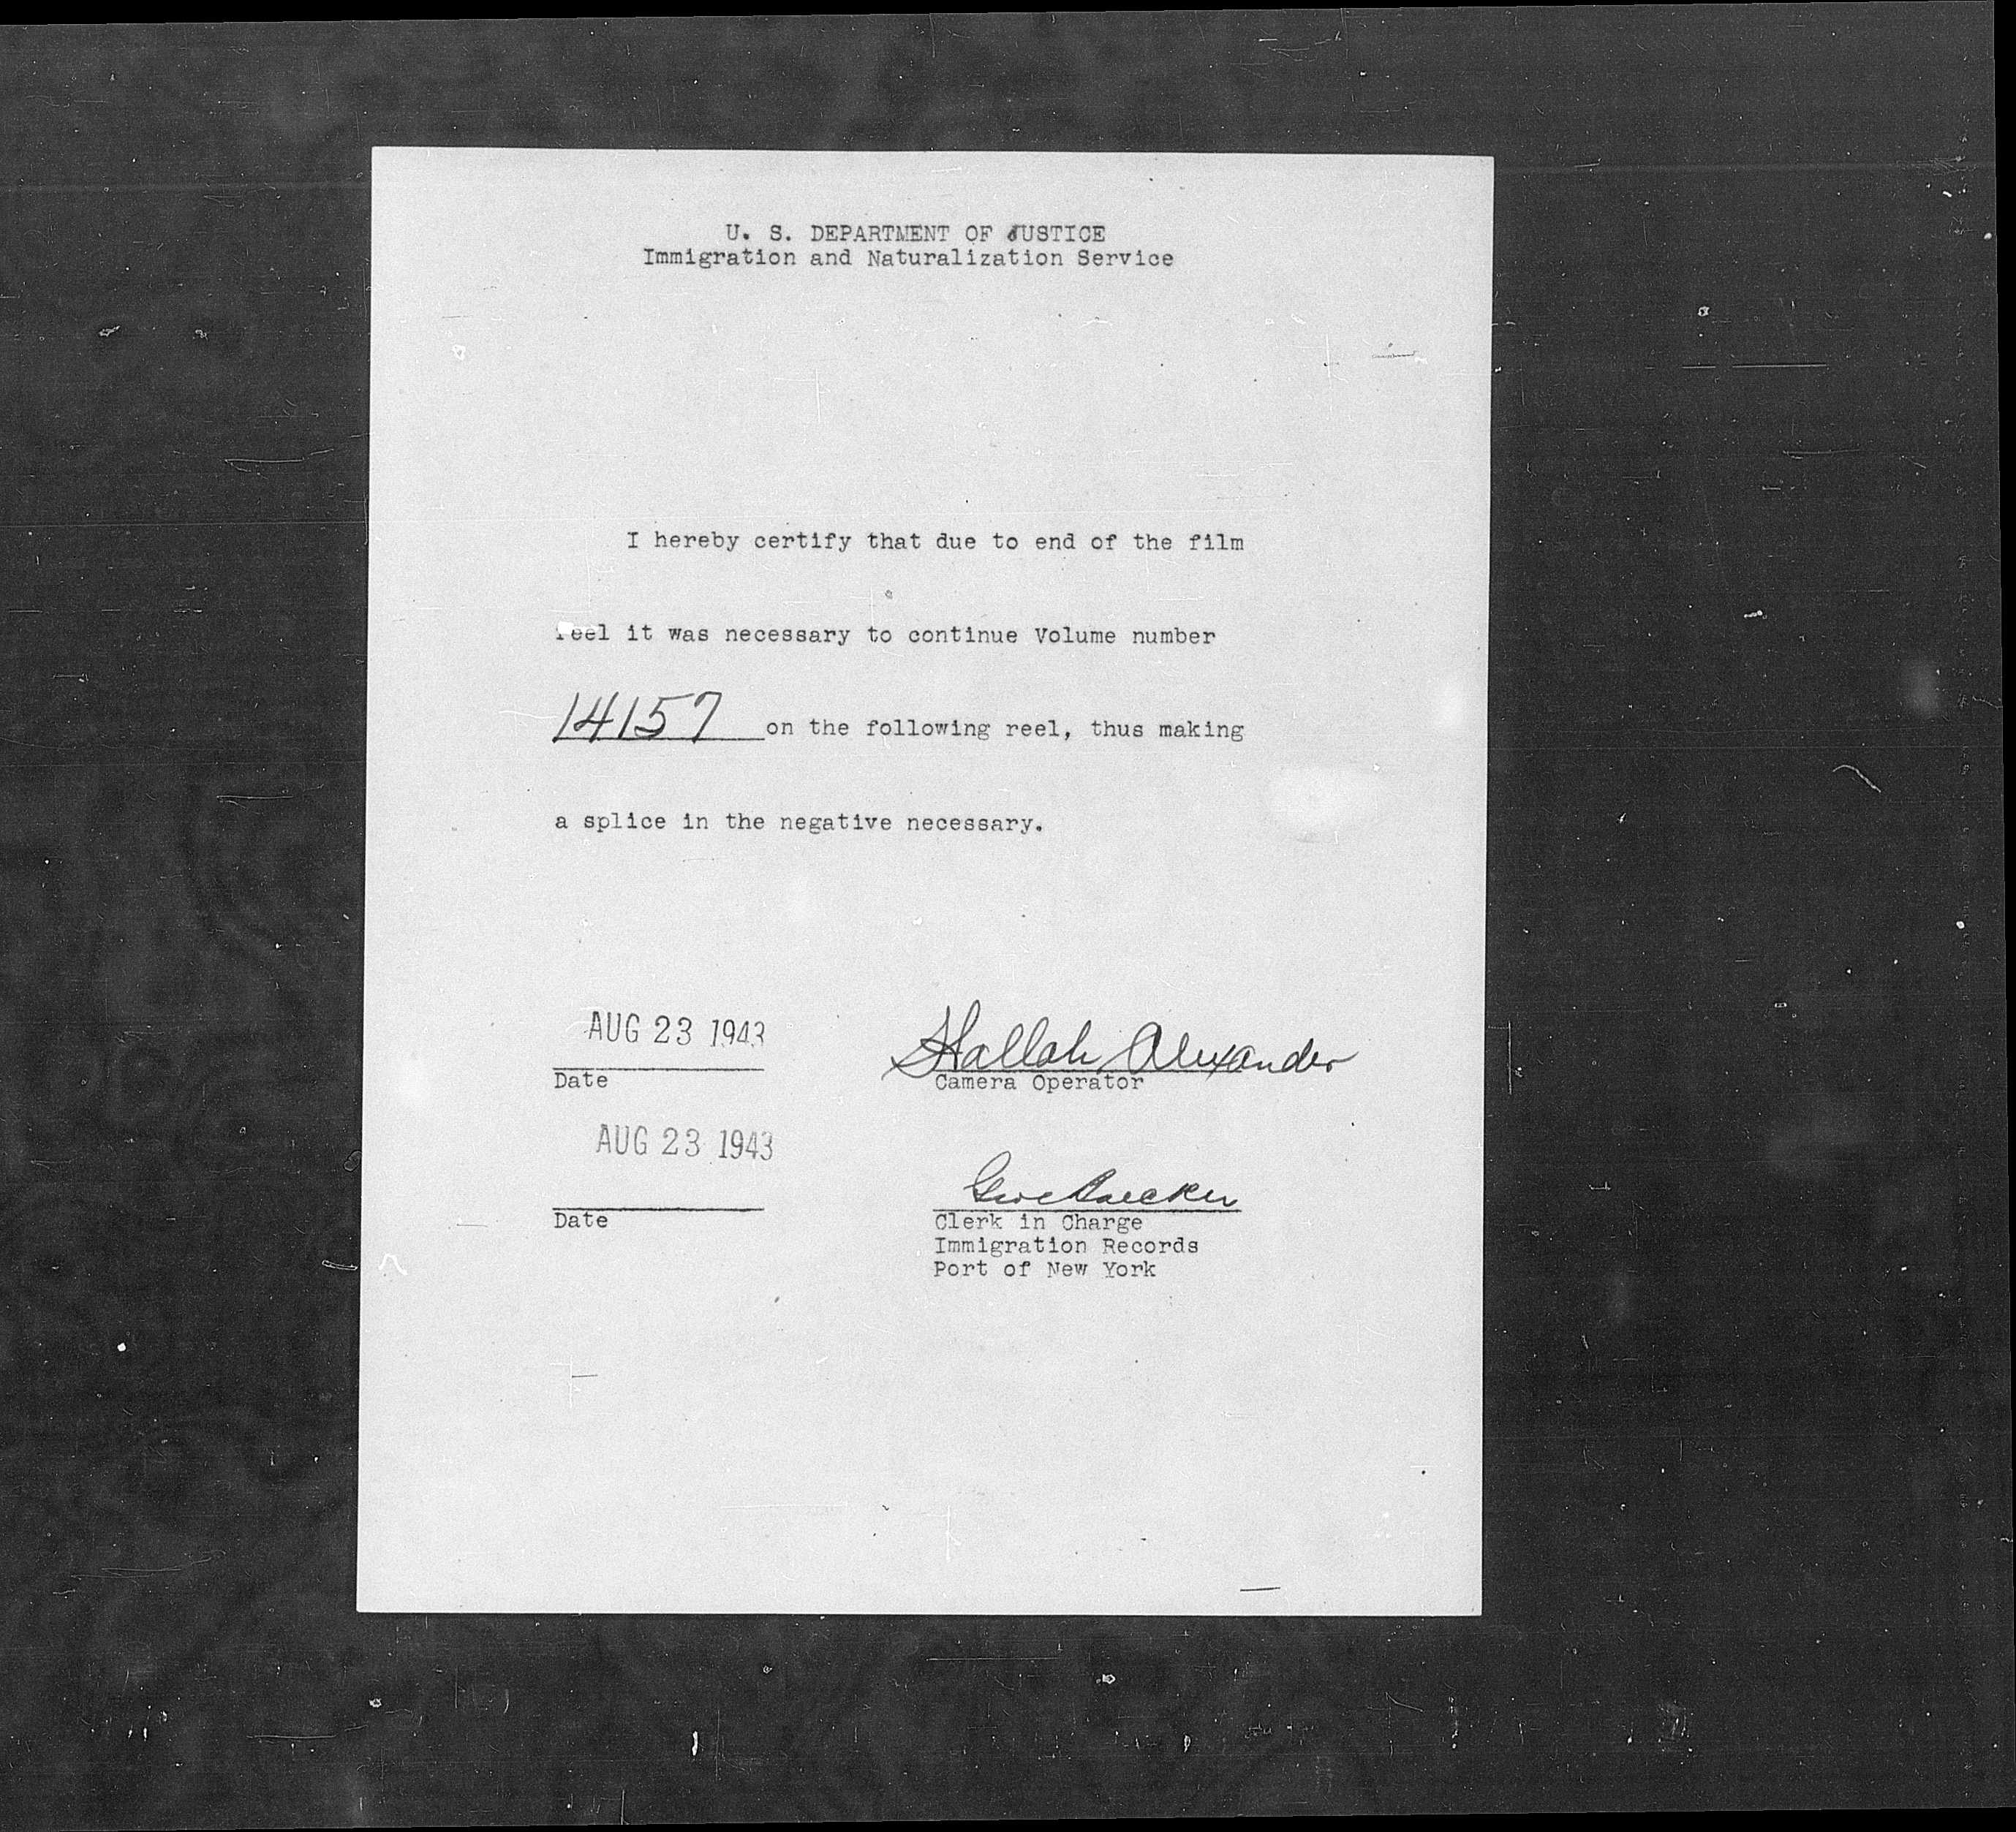 U. S. DEPARTMENT OF JUSTICE
Immigration and Naturalization Service
I hereby certify that due to end of the film
reel it was necessary to continue Volume number
14157 on the following reel, thus making
a splice in the negative necessary.
AUG 23 1943
Hallah Alexander
Date
Camera Operator
AUG 23 1943
Date
Clerk in Charge
Immigration Records
Port of New York